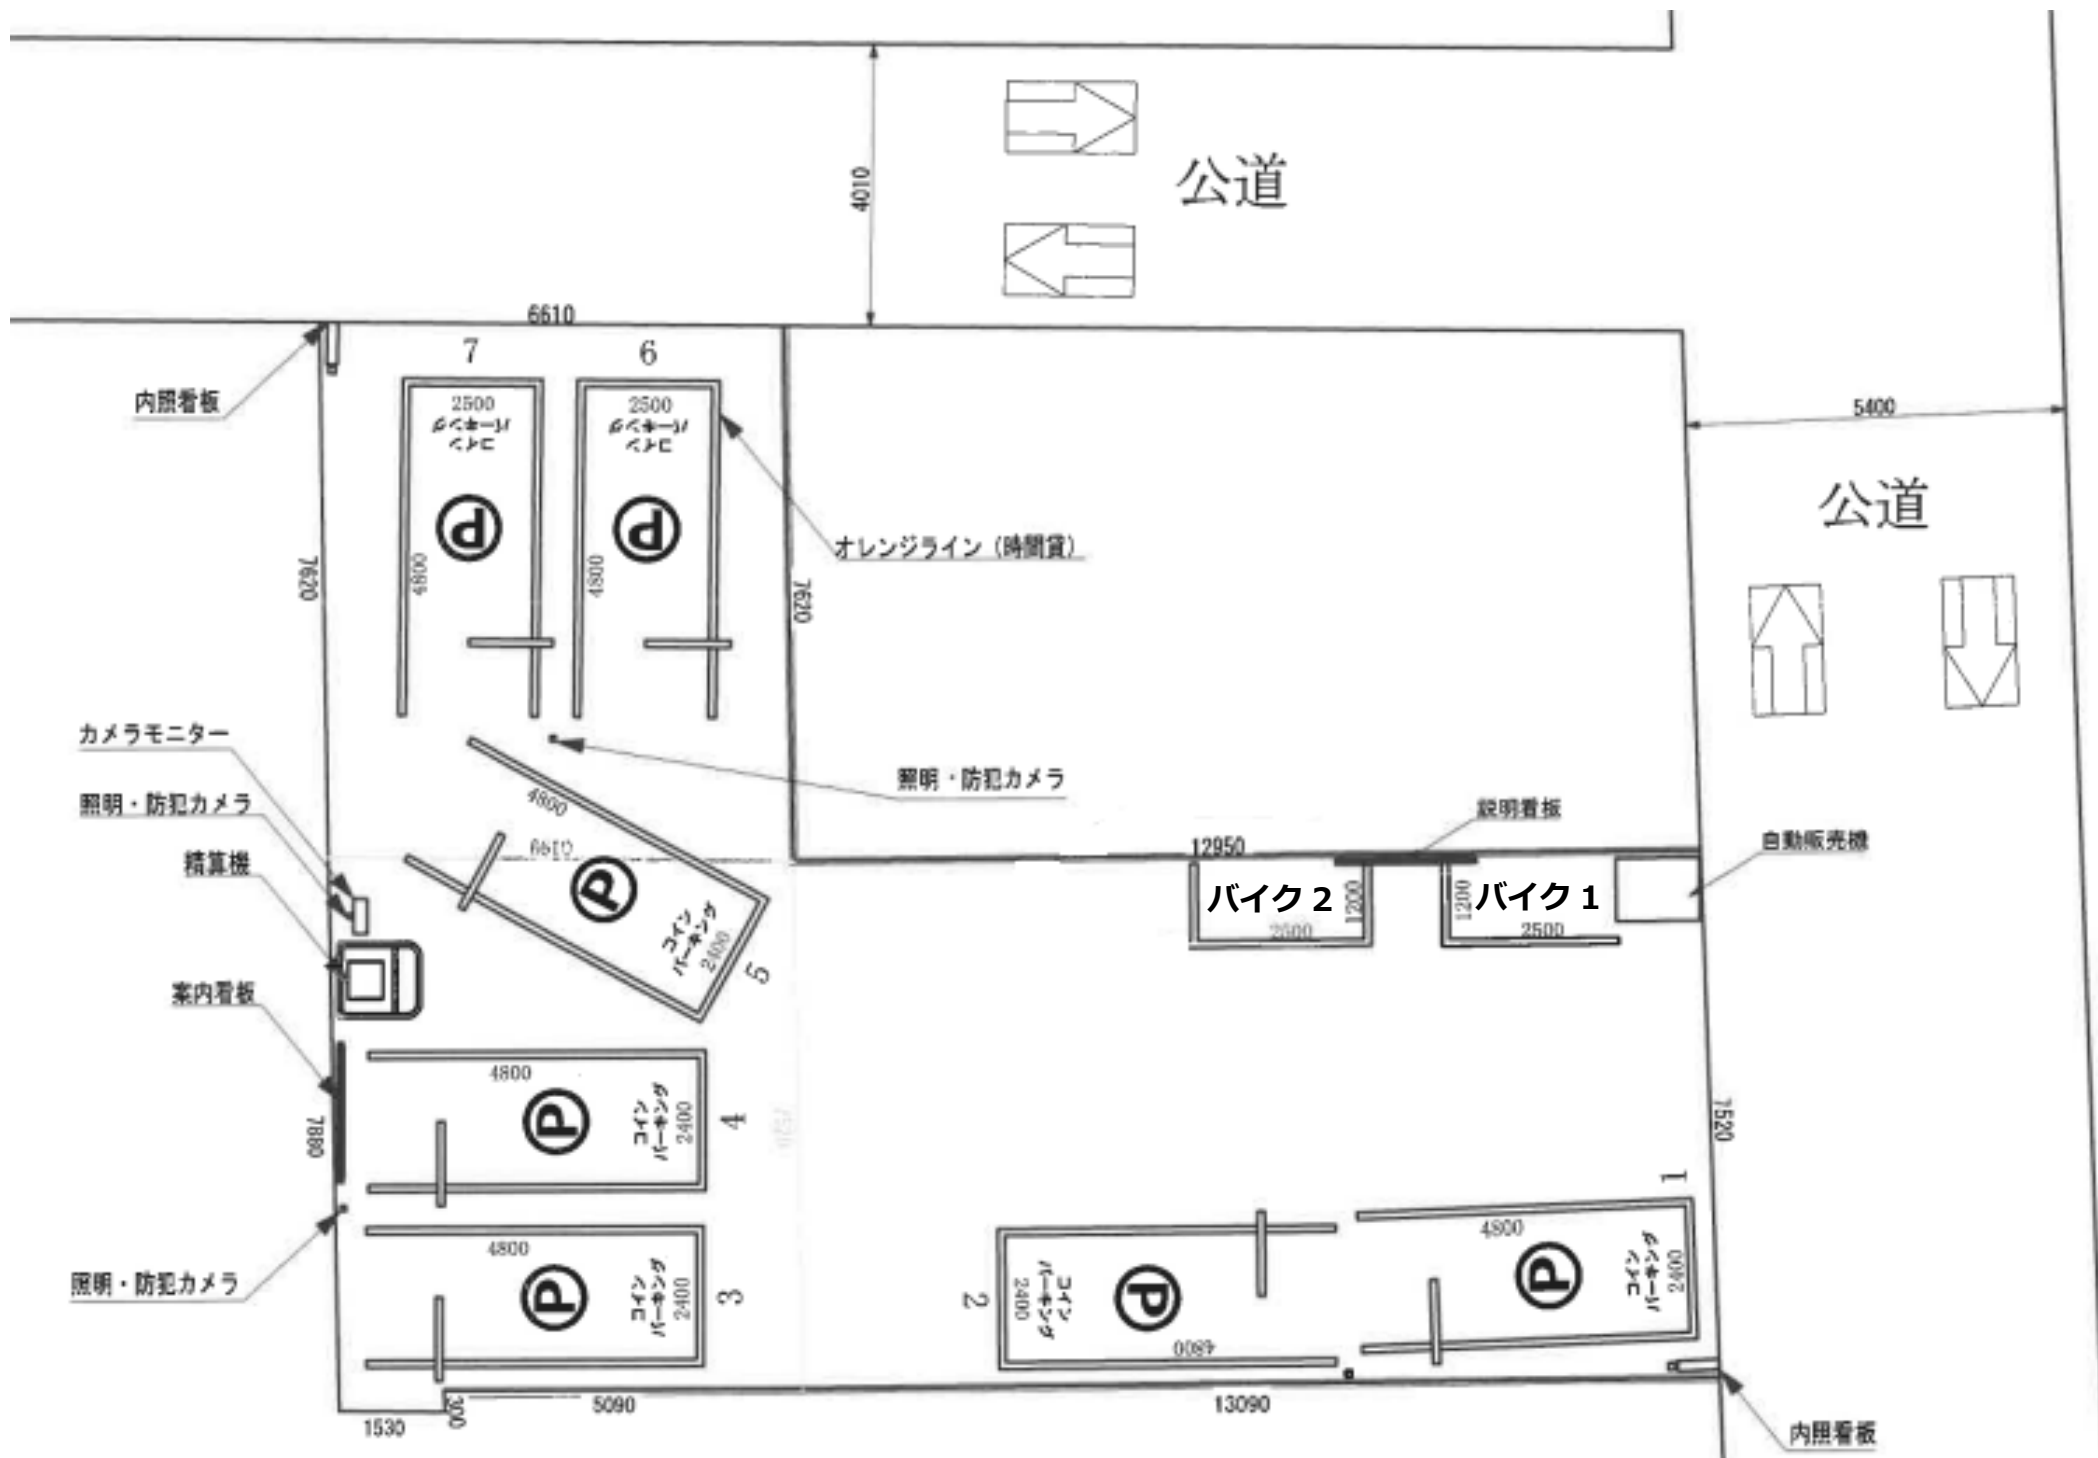 4010
公道
6610
内照看板
7
2500
コイン
パーキング
P
4800
6
2500
コイン
パーキング
P
4800
オレンジライン（時間貸）
7620
7620
5400
公道
カメラモニター
照明・防犯カメラ
精算機
案内看板
照明・防犯カメラ
照明・防犯カメラ
4800
P
コイン
パーキング
2400
5
12950
説明看板
自動販売機
バイク2
1200
2500
バイク1
1200
2500
4800
P
コイン
パーキング
2400
4
7880
7520
4800
P
コイン
パーキング
2400
3
2
2400
コイン
パーキング
P
4800
1
4800
P
コイン
パーキング
2400
1530
300
5090
13090
内照看板